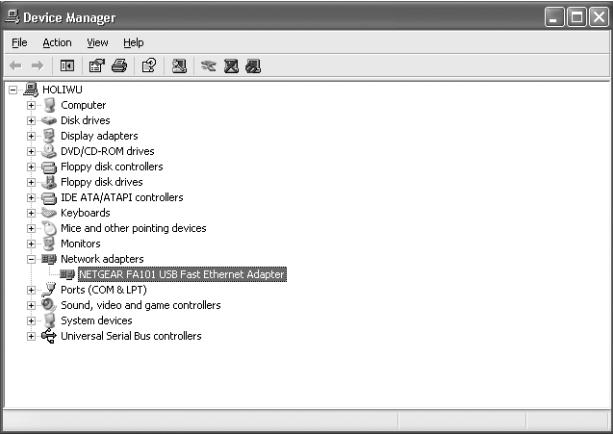 Device Manager
File Action View Help
HOLIWU
Computer
Disk drives
Display adapters
DVD/CD-ROM drives
Floppy disk controllers
Floppy disk drives
IDE ATA/ATAPI controllers
Keyboards
Mice and other pointing devices
Monitors
Network adapters
NETGEAR FA101 USB Fast Ethernet Adapter
Ports (COM & LPT)
Sound, video and game controllers
System devices
Universal Serial Bus controllers